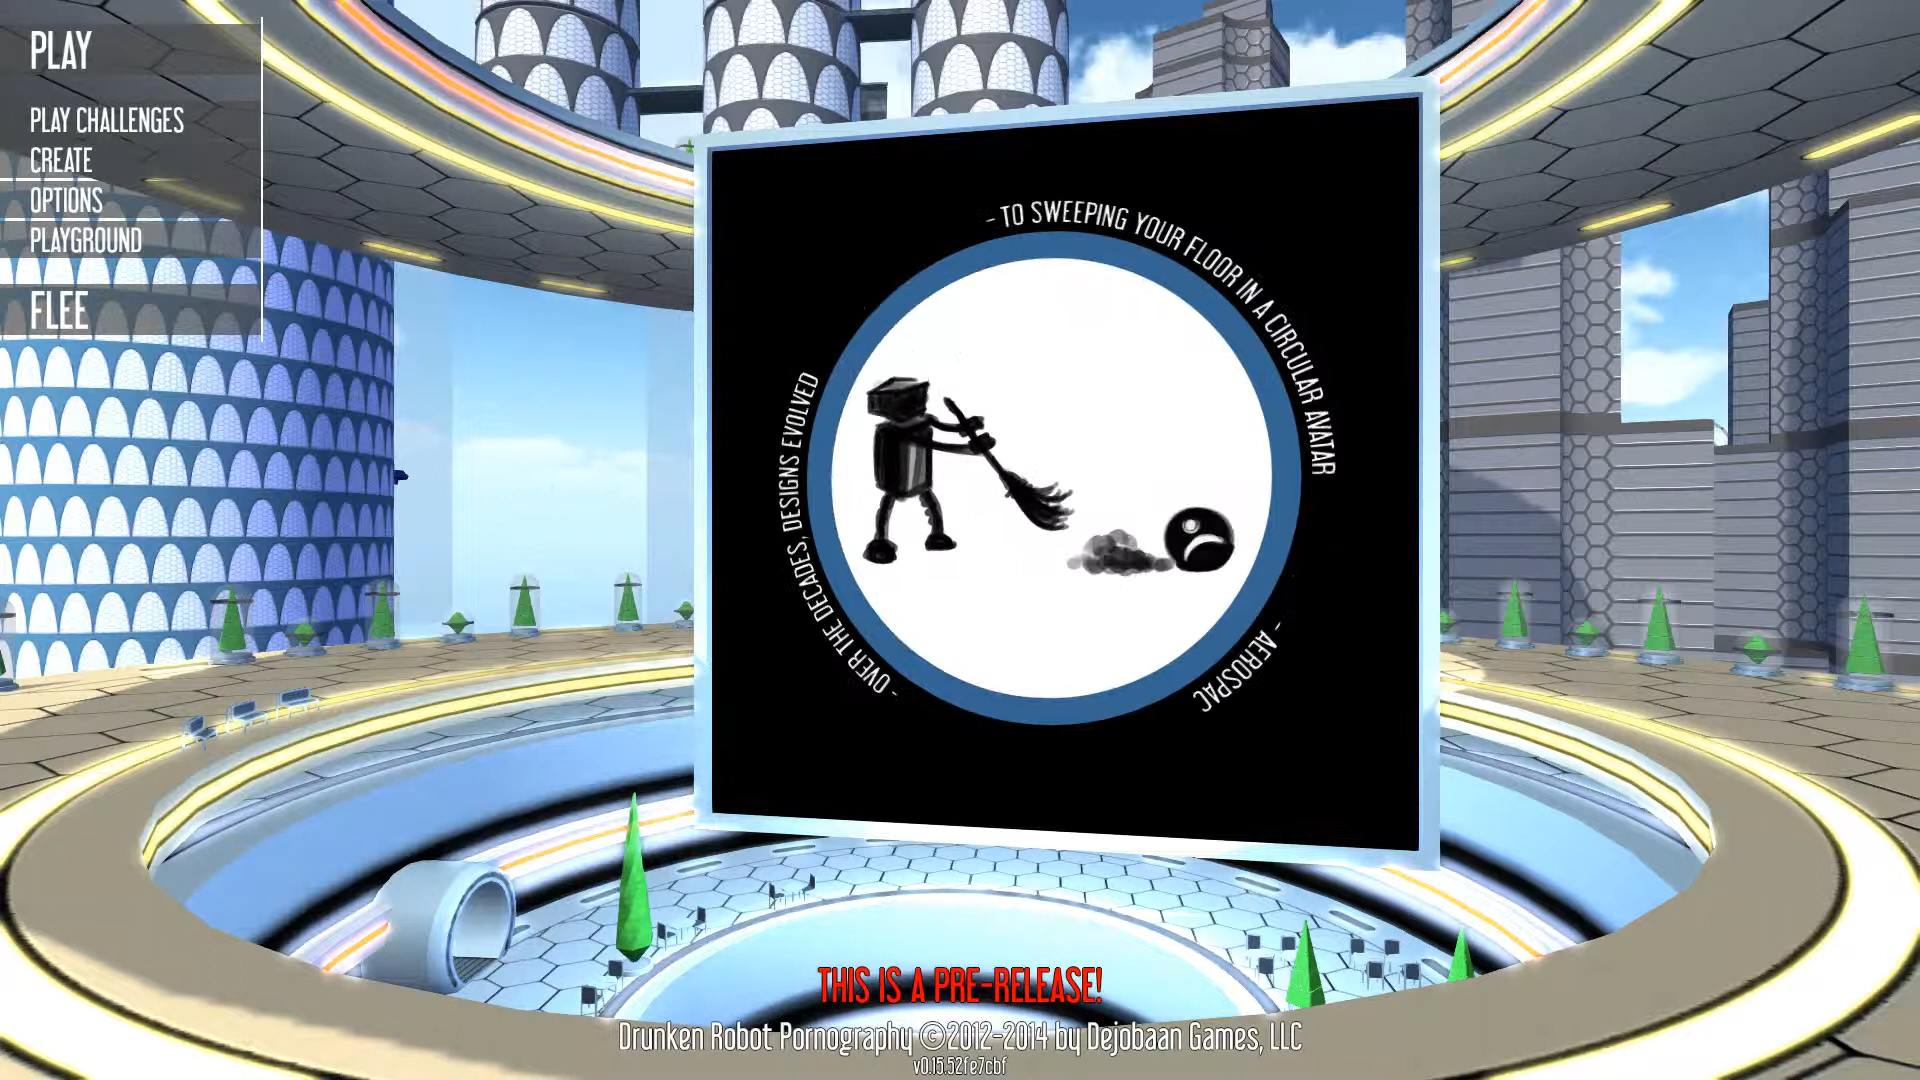 PLAY
PLAY CHALLENGES
CREATE
OPTIONS
PLAYGROUND
FLEE
- TO SWEEPING YOUR FLOOR IN A CIRCULAR AVATAR
- AEROSPAC
- OVER THE DECADES, DESIGNS EVOLVED
THIS IS A PRE-RELEASE!
Drunken Robot Pornography ©2012-2014 by Dejobaan Games, LLC
v0.15.52fe7cbf